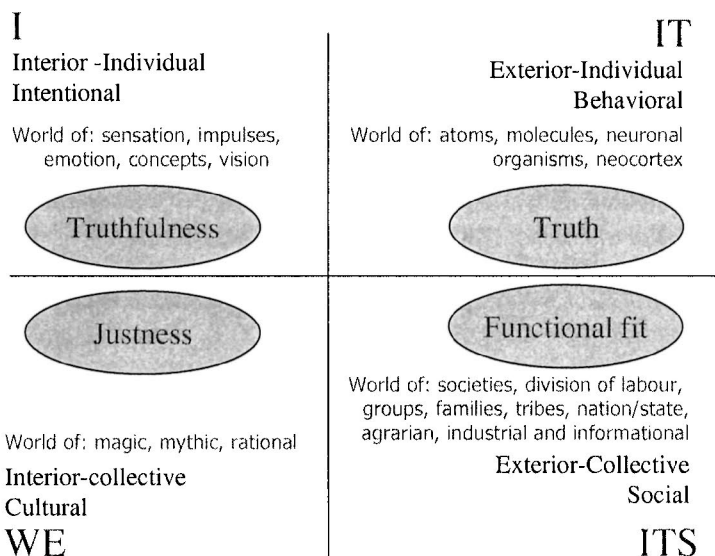 I
Interior -Individual
Intentional
World of: sensation, impulses,
emotion, concepts, vision
Truthfulness
IT
Exterior-Individual
Behavioral
World of: atoms, molecules, neuronal
organisms, neocortex
Truth
Justness
World of: magic, mythic, rational
Interior-collective
Cultural
WE
Functional fit
World of: societies, division of labour,
groups, families, tribes, nation/state,
agrarian, industrial and informational
Exterior-Collective
Social
ITS